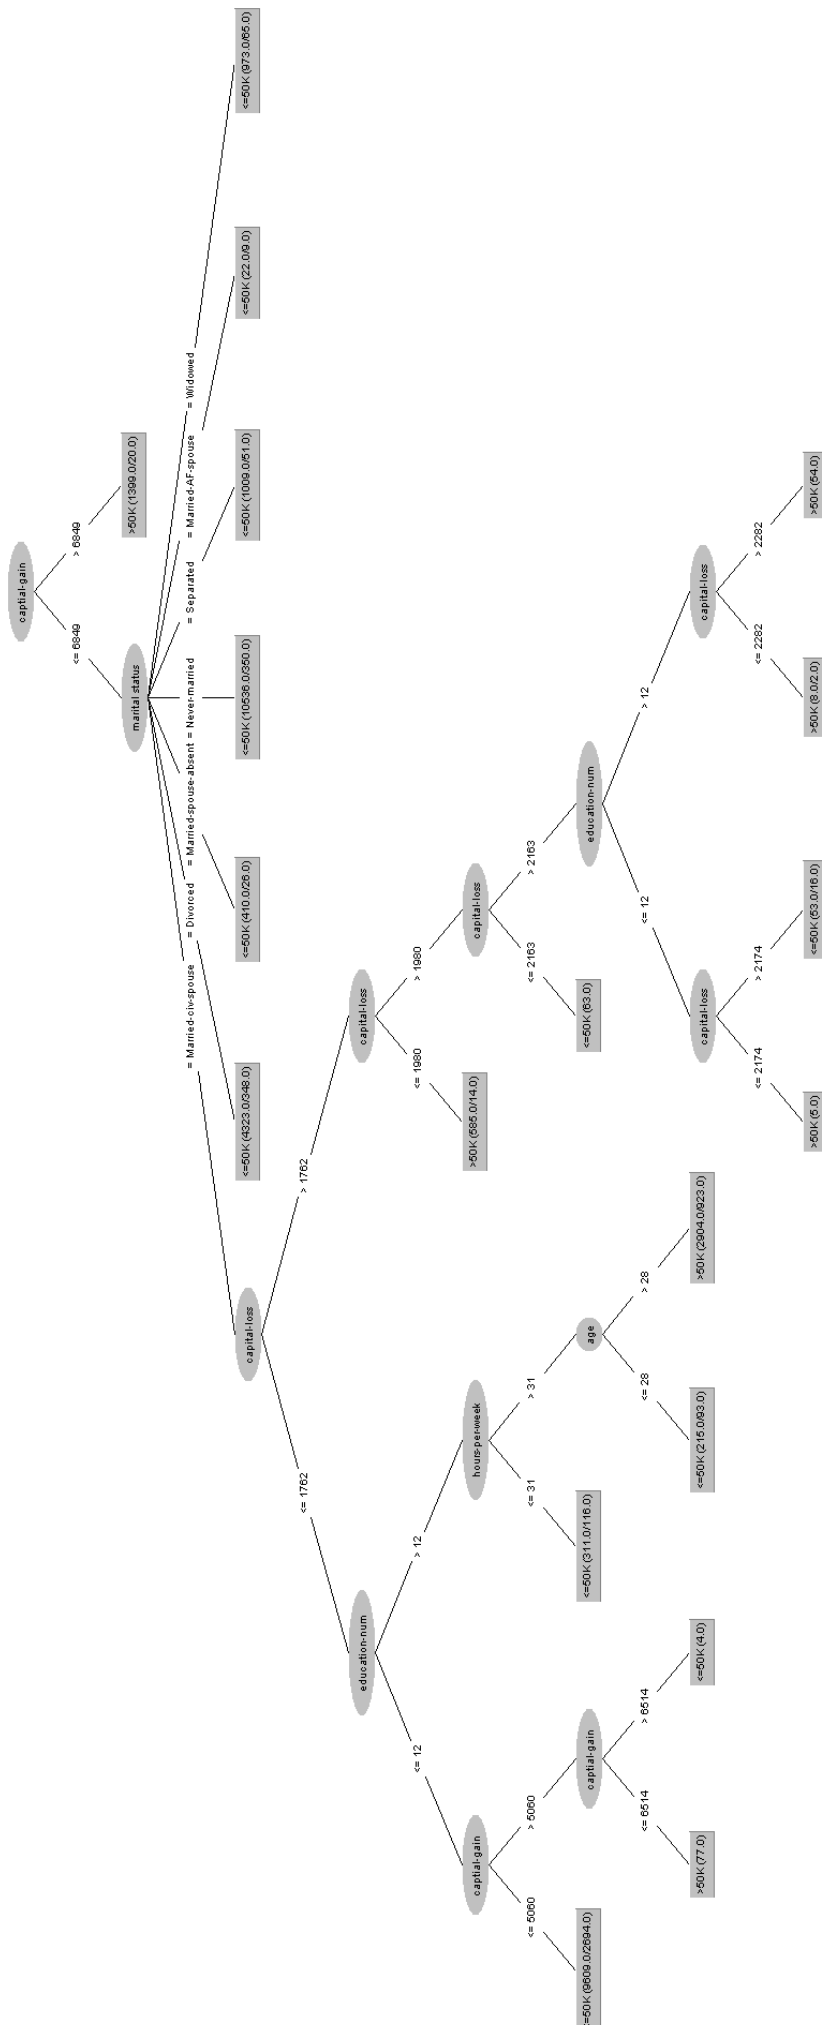 captial-gain
<= 6849
> 6849
marital status
>50K (1399.0/20.0)
= Married-civ-spouse
= Divorced
= Married-spouse-absent
= Never-married
= Separated
= Married-AF-spouse
= Widowed
capital-loss
<=50K (4323.0/348.0)
<=50K (410.0/26.0)
<=50K (10536.0/350.0)
<=50K (1009.0/51.0)
<=50K (22.0/9.0)
<=50K (973.0/65.0)
<= 1762
> 1762
education-num
capital-loss
<= 12
> 12
<= 1980
> 1980
captial-gain
hours-per-week
>50K (585.0/14.0)
capital-loss
<= 5060
> 5060
<= 31
> 31
<= 2163
> 2163
<=50K (9609.0/2694.0)
captial-gain
<=50K (311.0/116.0)
age
<=50K (63.0)
education-num
<= 6514
> 6514
<= 28
> 28
<= 12
> 12
>50K (77.0)
<=50K (4.0)
<=50K (215.0/93.0)
>50K (2904.0/923.0)
capital-loss
capital-loss
<= 2174
> 2174
<= 2282
> 2282
>50K (5.0)
<=50K (53.0/16.0)
>50K (8.0/2.0)
>50K (54.0)